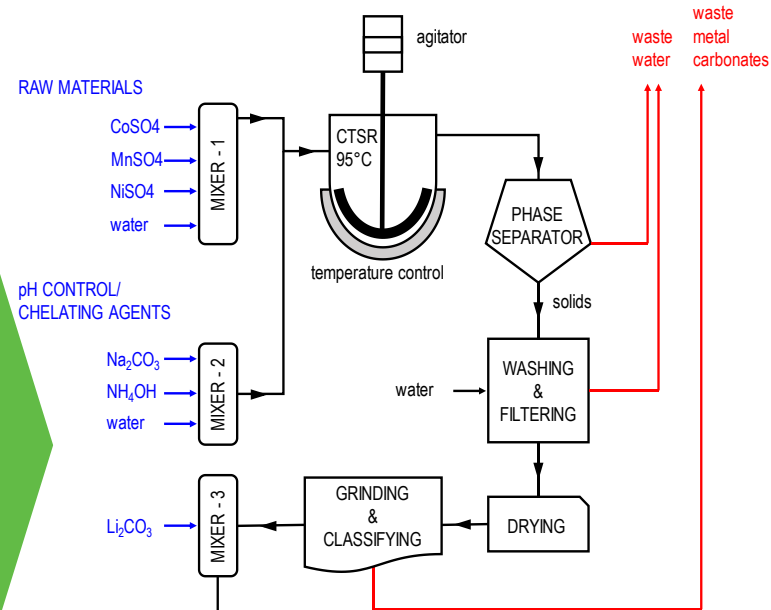 waste
metal
carbonates
waste
water
agitator
RAW MATERIALS
CoSO4
MnSO4
NiSO4
water
MIXER - 1
CTSR
95°C
PHASE
SEPARATOR
temperature control
solids
pH CONTROL/
CHELATING AGENTS
Na₂CO₃
NH₄OH
water
MIXER - 2
water
WASHING
&
FILTERING
Li₂CO₃
MIXER - 3
GRINDING
&
CLASSIFYING
DRYING